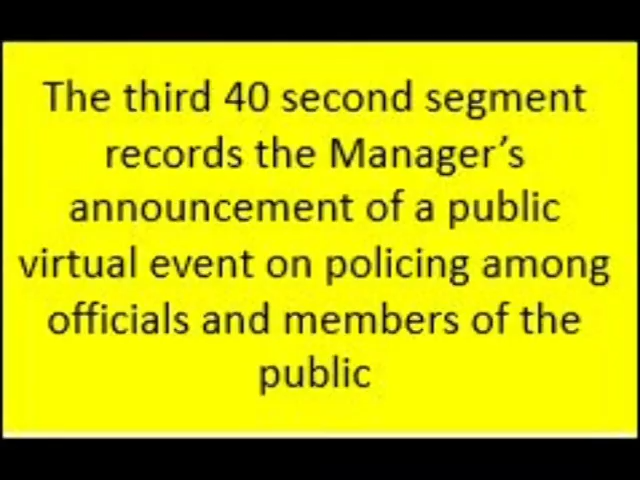 The third 40 second segment
records the Manager’s
announcement of a public
virtual event on policing among
officials and members of the
public